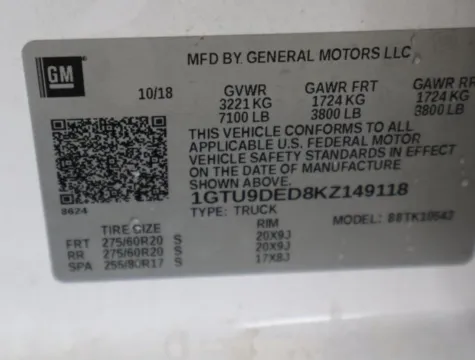 GM
MFD BY. GENERAL MOTORS LLC
10/18 GVWR GAWR FRT GAWR RR
3221 KG 1724 KG 1724 KG
7100 LB 3800 LB 3800 LB
THIS VEHICLE CONFORMS TO ALL
APPLICABLE U.S. FEDERAL MOTOR
VEHICLE SAFETY STANDARDS IN EFFECT
ON THE DATE OF MANUFACTURE
SHOWN ABOVE.
8624
1GTU9DED8KZ149118
TYPE: TRUCK MODEL:
TIRE SIZE RIM
FRT 275/60R20 S 20X9J
RR 275/60R20 S 20X9J
SPA 255/80R17 S 17X8J